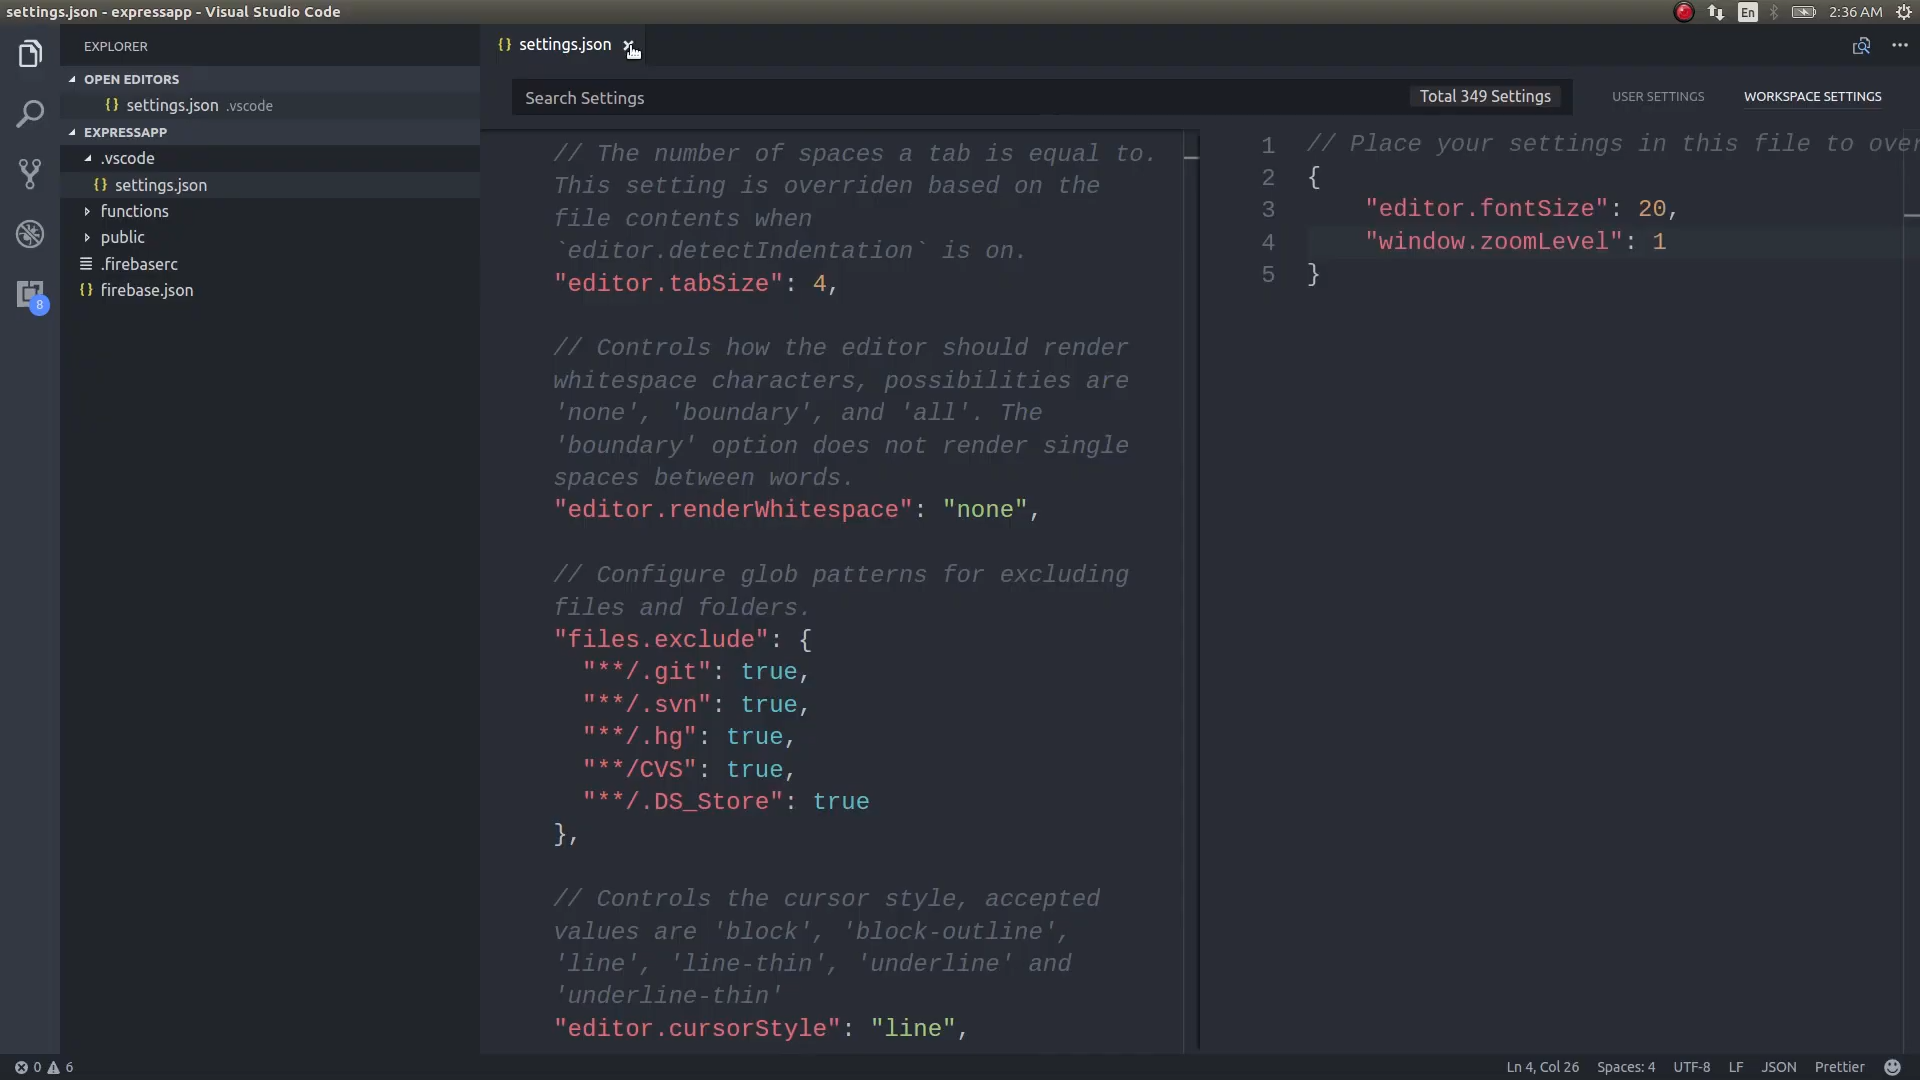 settings.json - expressapp - Visual Studio Code
En
2:36 AM
EXPLORER
OPEN EDITORS
{} settings.json .vscode
EXPRESSAPP
.vscode
{} settings.json
functions
public
.firebaserc
{} firebase.json
8
{} settings.json
Search Settings
Total 349 Settings
USER SETTINGS
WORKSPACE SETTINGS
// The number of spaces a tab is equal to.
This setting is overriden based on the
file contents when
`editor.detectIndentation` is on.
"editor.tabSize": 4,
// Controls how the editor should render
whitespace characters, possibilities are
'none', 'boundary', and 'all'. The
'boundary' option does not render single
spaces between words.
"editor.renderWhitespace": "none",
// Configure glob patterns for excluding
files and folders.
"files.exclude": {
"**/.git": true,
"**/.svn": true,
"**/.hg": true,
"**/CVS": true,
"**/.DS_Store": true
},
// Controls the cursor style, accepted
values are 'block', 'block-outline',
'line', 'line-thin', 'underline' and
'underline-thin'
"editor.cursorStyle": "line",
1 // Place your settings in this file to over
2 {
3 "editor.fontSize": 20,
4 "window.zoomLevel": 1
5 }
0 6
Ln 4, Col 26
Spaces: 4
UTF-8
LF
JSON
Prettier